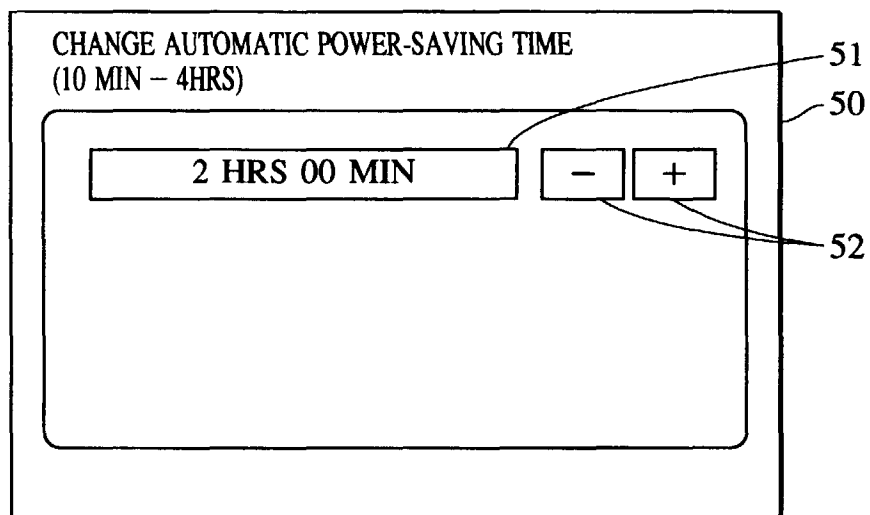 CHANGE AUTOMATIC POWER-SAVING TIME
(10 MIN – 4HRS)
51
50
2 HRS 00 MIN
−
+
52